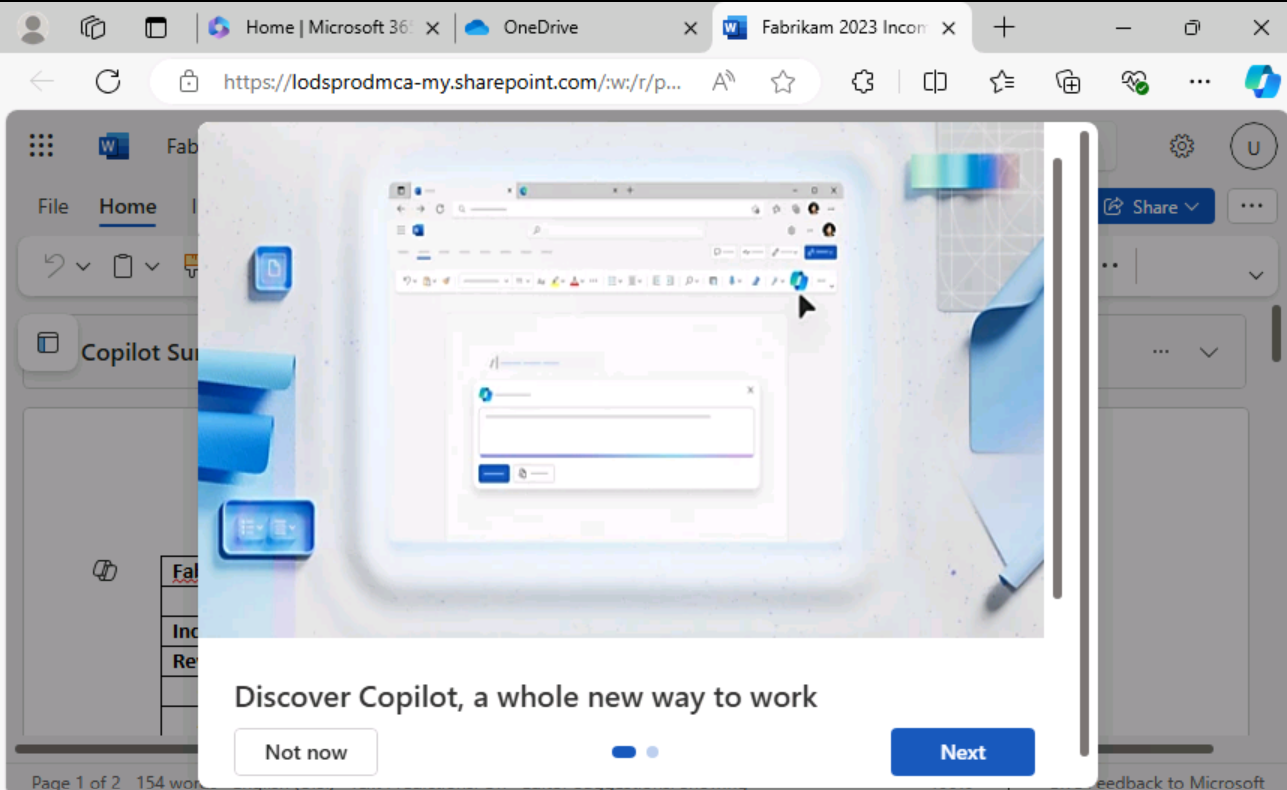 Home | Microsoft 36
OneDrive
Fabrikam 2023 Incom
https://lodsprodmca-my.sharepoint.com/:w:/r/p...
W
Fab
U
File Home
Share
Copilot Su
Fal
Inc
Re
Discover Copilot, a whole new way to work
Not now
Next
Page 1 of 2 154 wor
eedback to Microsoft